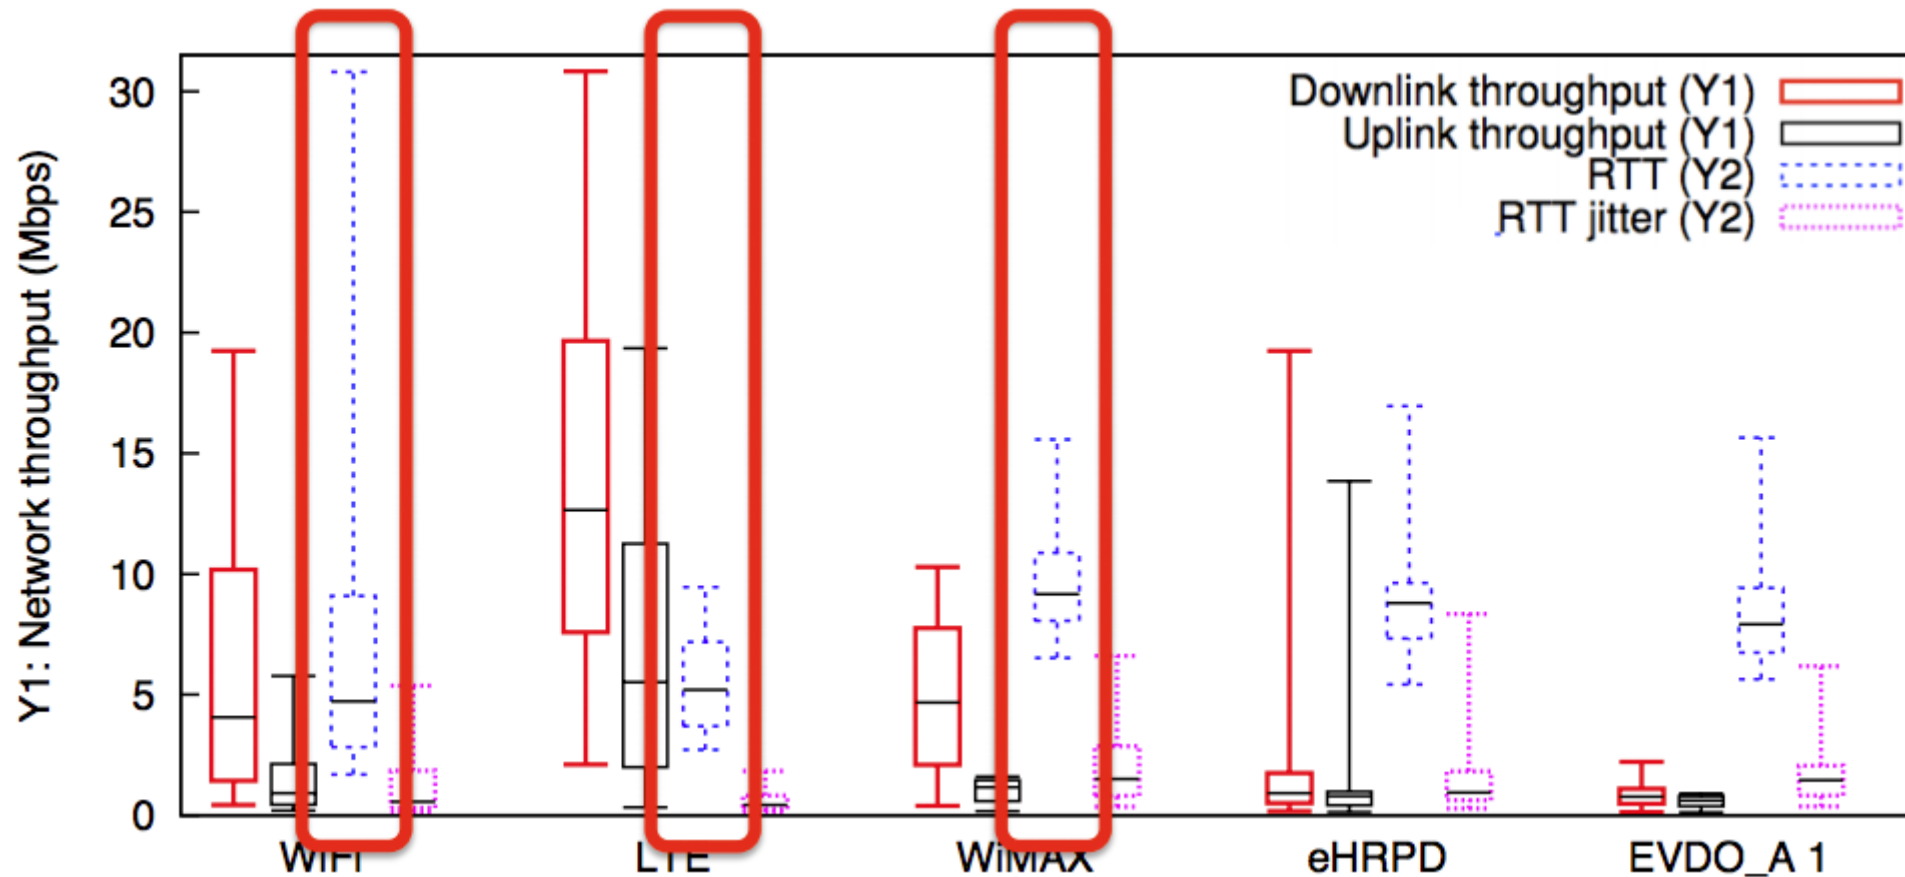 Y1: Network throughput (Mbps)
30
25
20
15
10
5
0
Downlink throughput (Y1)
Uplink throughput (Y1)
RTT (Y2)
RTT jitter (Y2)
WiFi
LTE
WiMAX
eHRPD
EVDO_A 1